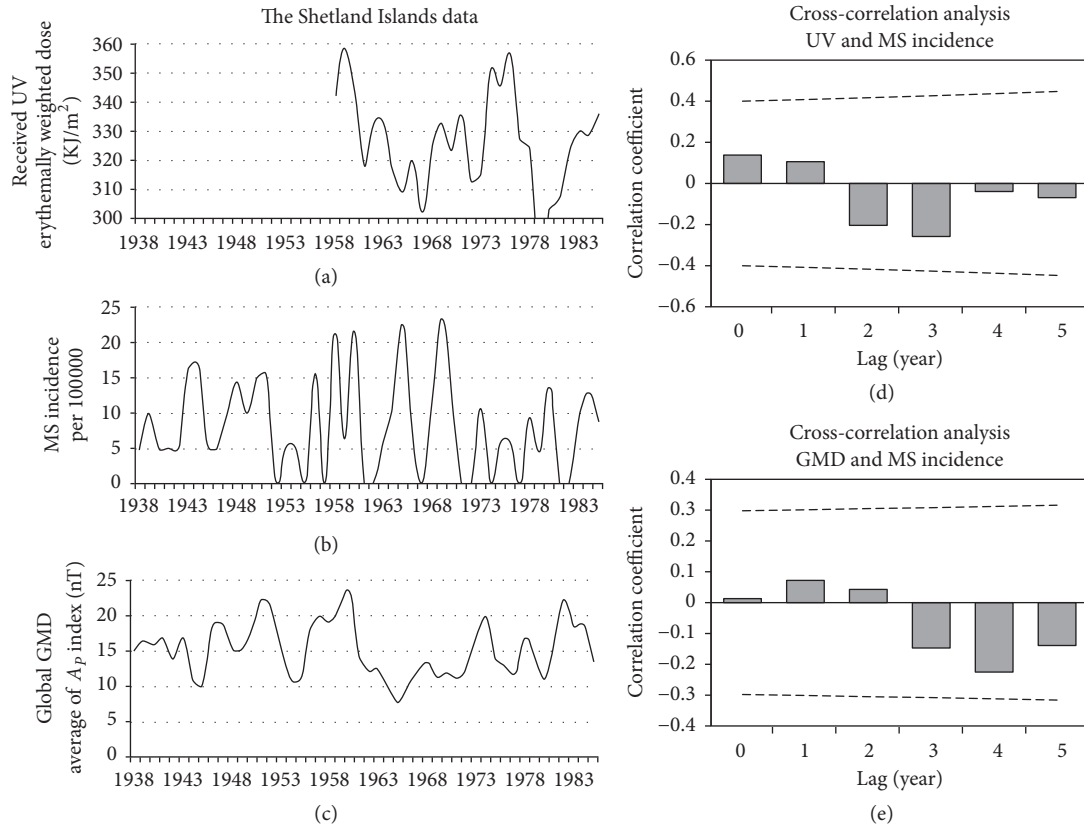 The Shetland Islands data
Received UV
erythemally weighted dose
(KJ/m²)
360
350
340
330
320
310
300
1938 1943 1948 1953 1958 1963 1968 1973 1978 1983
(a)
MS incidence
per 100000
25
20
15
10
5
0
1938 1943 1948 1953 1958 1963 1968 1973 1978 1983
(b)
Global GMD
average of Aₚ index (nT)
25
20
15
10
5
0
1938 1943 1948 1953 1958 1963 1968 1973 1978 1983
(c)
Cross-correlation analysis
UV and MS incidence
Correlation coefficient
0.6
0.4
0.2
0
−0.2
−0.4
−0.6
0 1 2 3 4 5
Lag (year)
(d)
Cross-correlation analysis
GMD and MS incidence
Correlation coefficient
0.4
0.3
0.2
0.1
0
−0.1
−0.2
−0.3
−0.4
0 1 2 3 4 5
Lag (year)
(e)